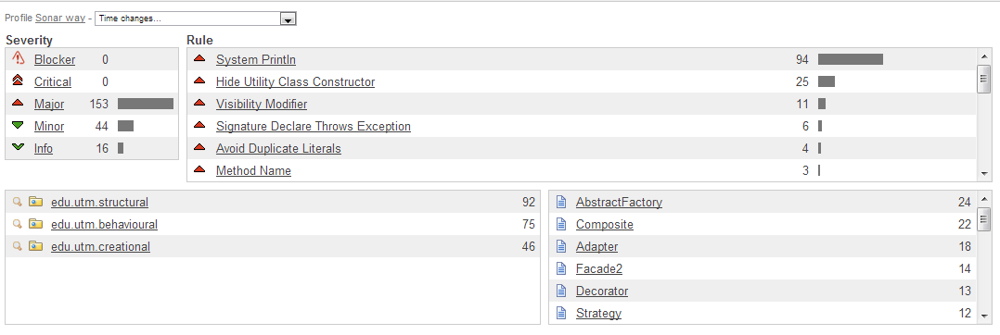 Profile Sonar way - Time changes...
Severity
Blocker 0
Critical 0
Major 153
Minor 44
Info 16
Rule
System Println 94
Hide Utility Class Constructor 25
Visibility Modifier 11
Signature Declare Throws Exception 6
Avoid Duplicate Literals 4
Method Name 3
edu.utm.structural 92
edu.utm.behavioural 75
edu.utm.creational 46
AbstractFactory 24
Composite 22
Adapter 18
Facade2 14
Decorator 13
Strategy 12